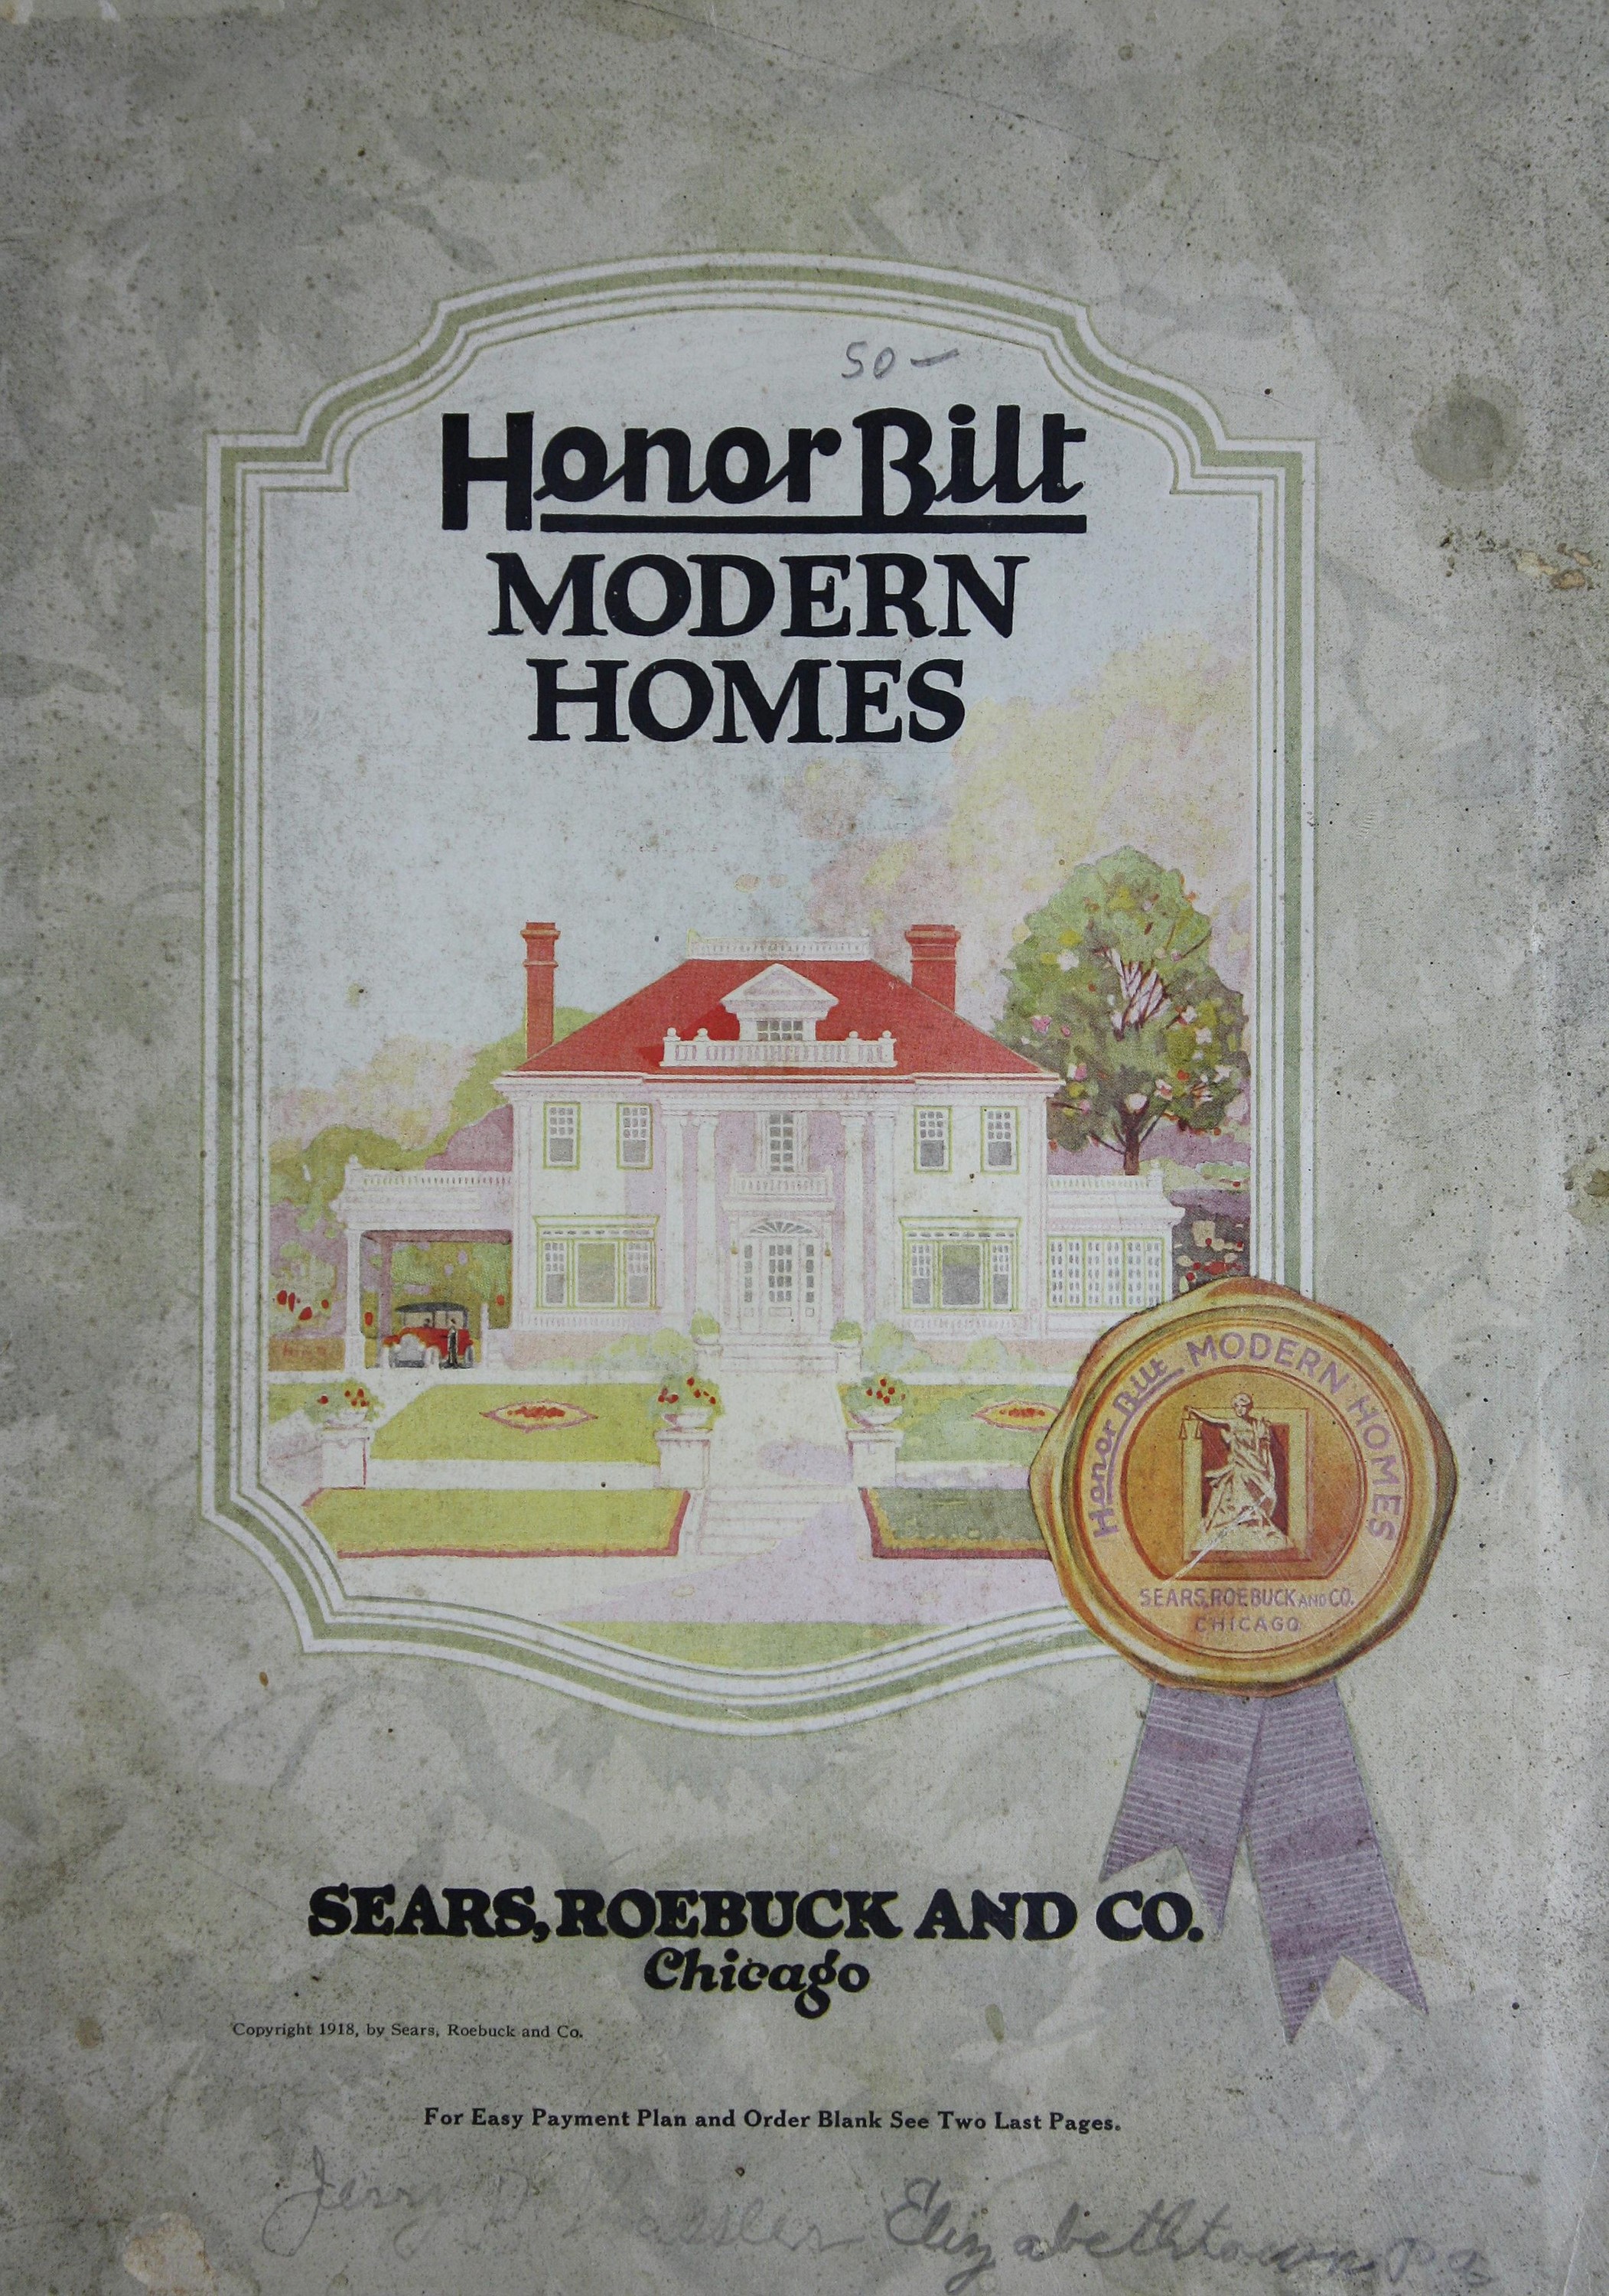 50 —
Honor Bilt
MODERN
HOMES
Honor Bilt MODERN HOMES
SEARS, ROEBUCK AND CO.
CHICAGO
SEARS, ROEBUCK AND CO.
Chicago
Copyright 1918, by Sears, Roebuck and Co.
For Easy Payment Plan and Order Blank See Two Last Pages.
Jerry Elizabethtown Pa